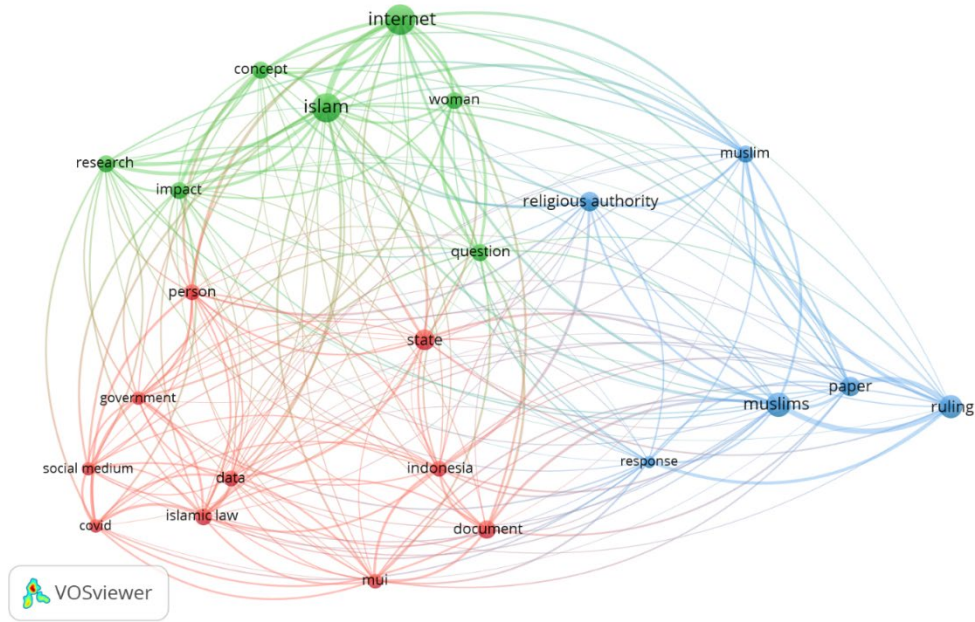 internet
concept
islam
woman
research
muslim
impact
religious authority
question
person
state
paper
government
muslims
ruling
social medium
indonesia
response
data
islamic law
covid
document
mui
VOSviewer